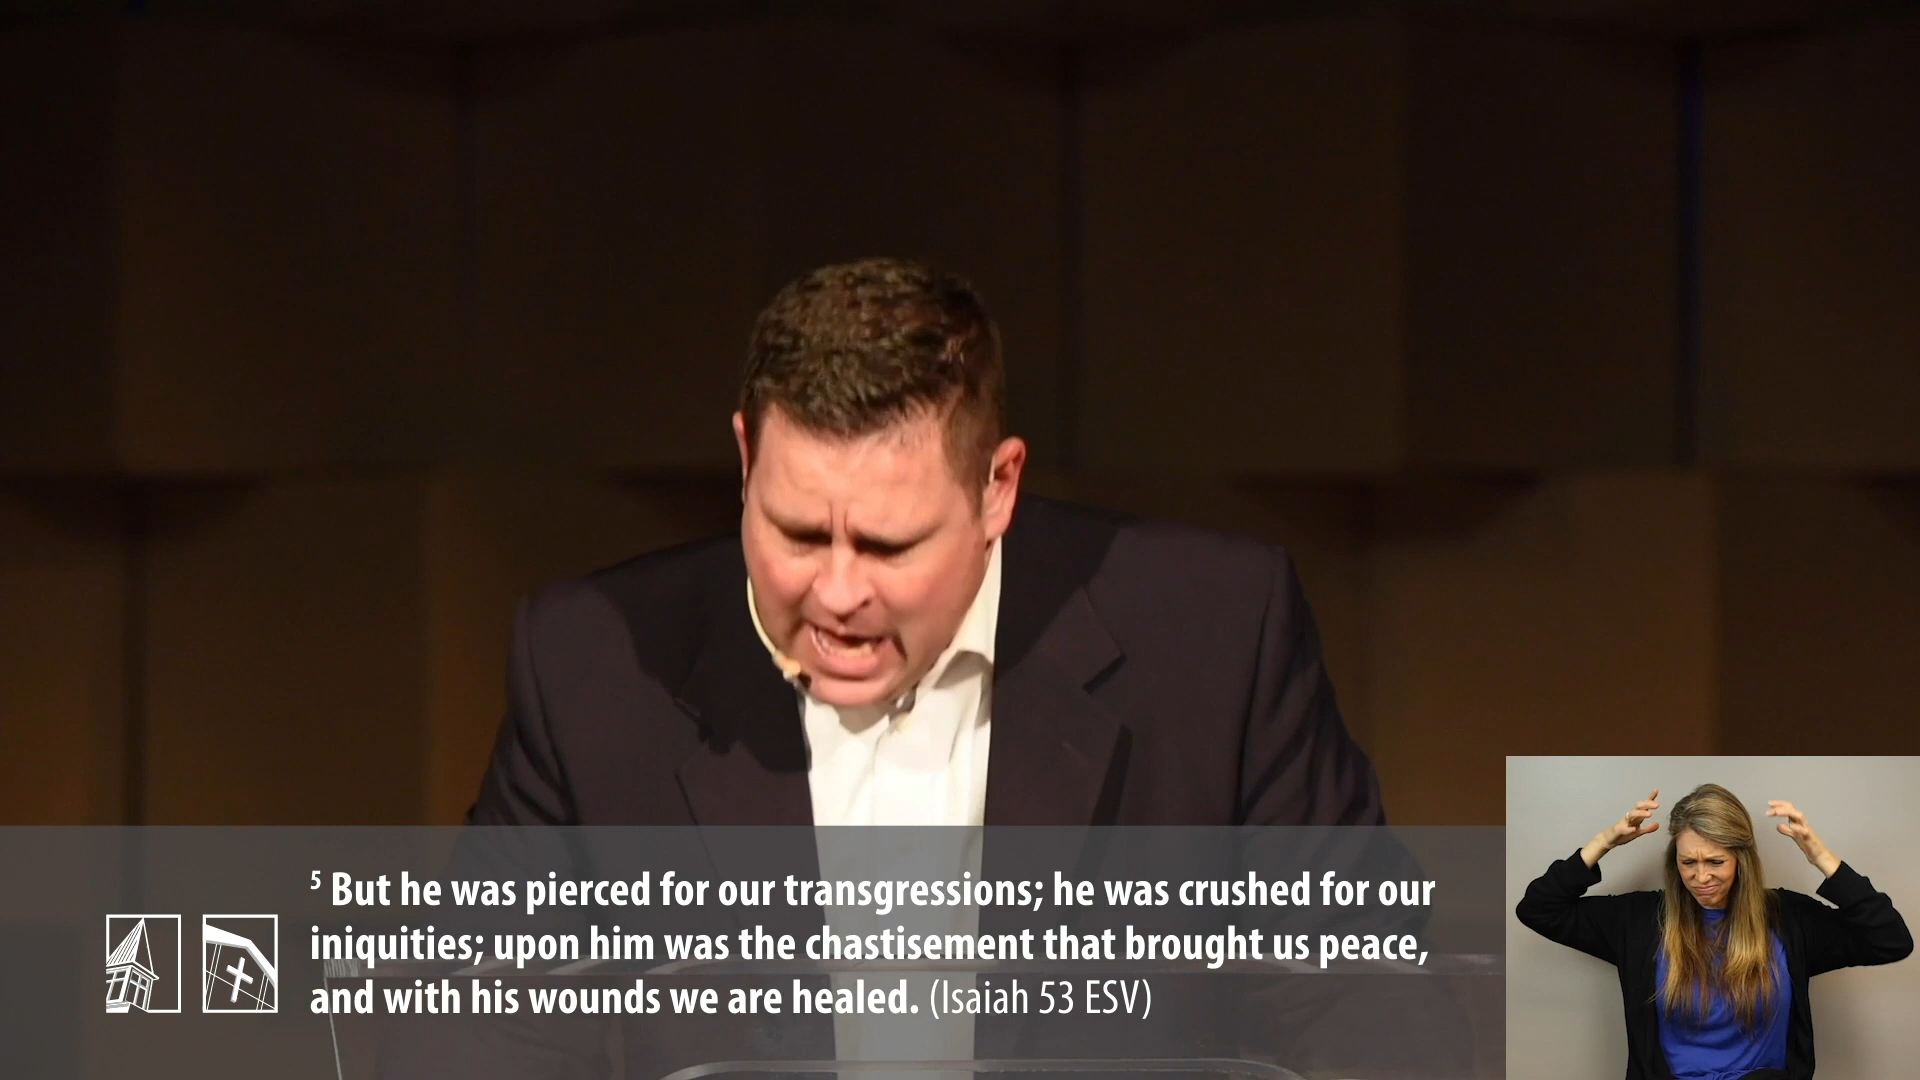 ⁵ But he was pierced for our transgressions; he was crushed for our
iniquities; upon him was the chastisement that brought us peace,
and with his wounds we are healed. (Isaiah 53 ESV)